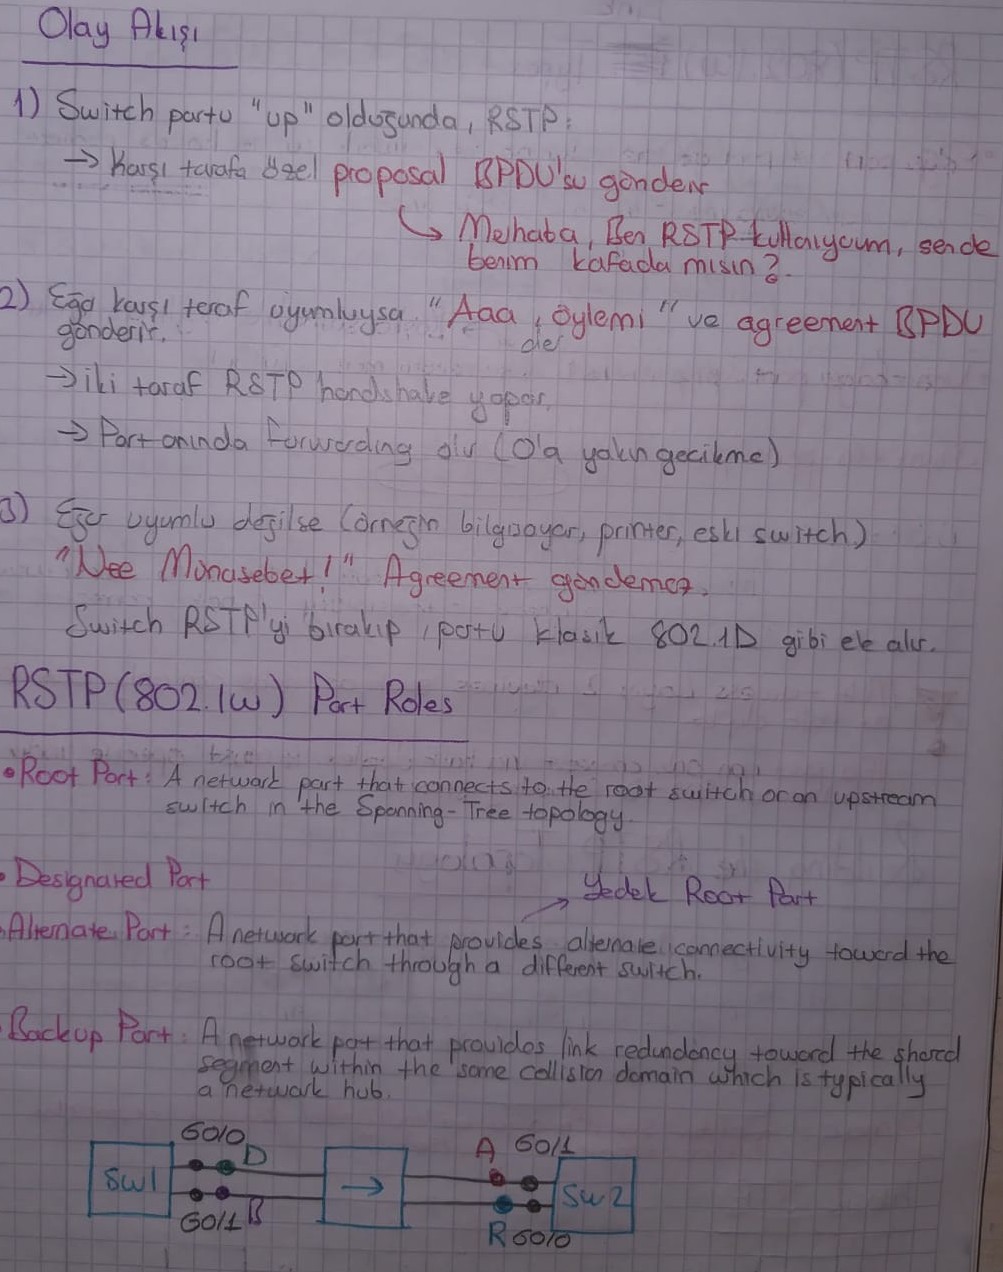 Olay Akışı
1) Switch portu "up" olduğunda, RSTP:
→ Karşı tarafa özel proposal BPDU'su gönderir
↳ Merhaba, Ben RSTP kullanıyorum, sende
benim kafada mısın?
2) Eğer karşı taraf uyumluysa "Aaa, öylemi" ve agreement BPDU
der
gönderir.
→ iki taraf RSTP handshake yapar.
→ Port anında forwarding olur (0'a yakın gecikme)
3) Eğer uyumlu değilse (örneğin bilgisayar, printer, eski switch)
"Nee Münasebet!" Agreement göndermez.
Switch RSTP'yi bırakıp, portu klasik 802.1D gibi ele alır.
RSTP (802.1w) Port Roles
• Root Port: A network port that connects to the root switch or an upstream
switch in the Spanning-Tree topology.
• Designated Port
→ Yedek Root Port
• Alternate Port: A network port that provides alternate connectivity toward the
root switch through a different switch.
• Backup Port: A network port that provides link redundancy toward the shared
segment within the same collision domain which is typically
a network hub.
G0/0 D A G0/1
SW1 → SW2
G0/1 B R G0/0